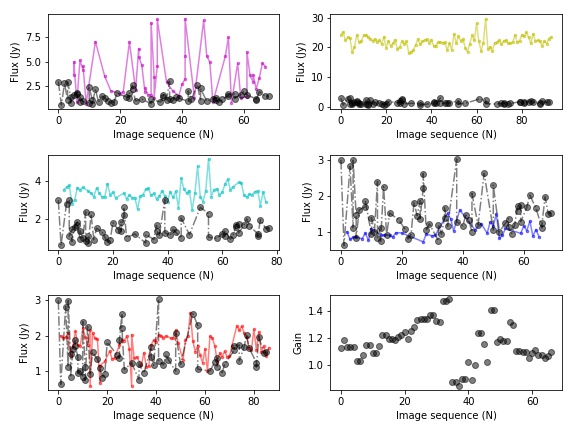 Flux (Jy)
7.5
5.0
2.5
0 20 40 60
Image sequence (N)
Flux (Jy)
30
20
10
0
0 20 40 60 80
Image sequence (N)
Flux (Jy)
4
2
0 20 40 60 80
Image sequence (N)
Flux (Jy)
3
2
1
0 20 40 60
Image sequence (N)
Flux (Jy)
3
2
1
0 20 40 60 80
Image sequence (N)
Gain
1.4
1.2
1.0
0 20 40 60
Image sequence (N)